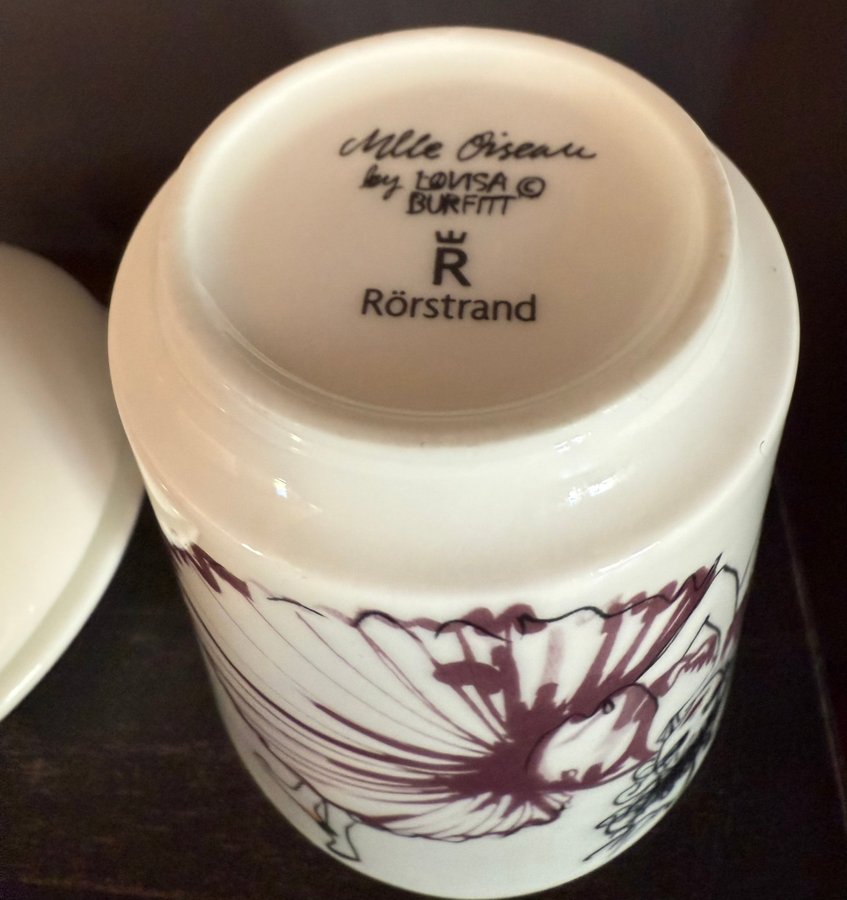 Mlle Oiseau
by LOVISA ©
BURFITT
R
Rörstrand